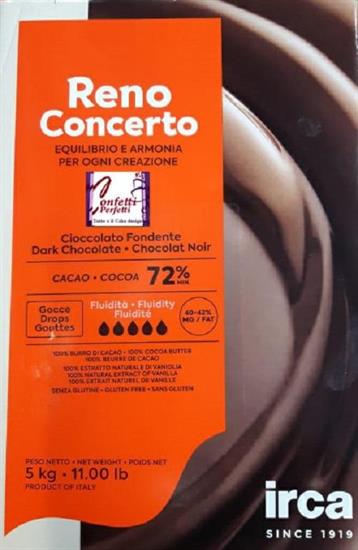 Reno
Concerto
EQUILIBRIO E ARMONIA
PER OGNI CREAZIONE
Confetti
Perfetti
Cioccolato Fondente
Dark Chocolate • Chocolat Noir
CACAO • COCOA 72% MIN
Gocce
Drops
Gouttes
Fluidità • Fluidity
Fluidité
40-42%
MG / FAT
100% BURRO DI CACAO • 100% COCOA BUTTER
100% BEURRE DE CACAO
100% ESTRATTO NATURALE DI VANIGLIA
100% NATURAL EXTRACT OF VANILLA
100% EXTRAIT NATUREL DE VANILLE
SENZA GLUTINE • GLUTEN FREE • SANS GLUTEN
PESO NETTO • NET WEIGHT • POIDS NET
5 kg • 11.00 lb
PRODUCT OF ITALY
irca
SINCE 1919